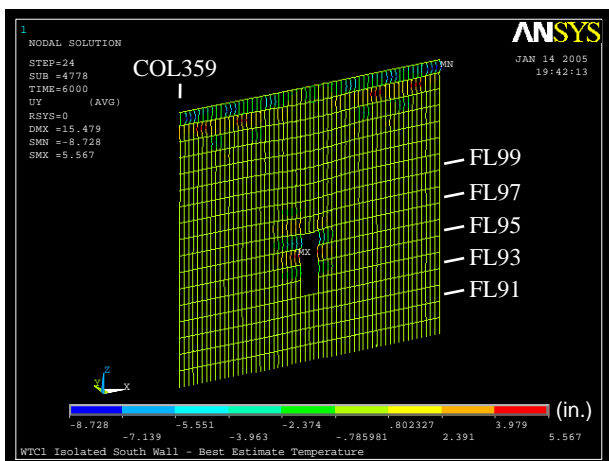 1
ANSYS
NODAL SOLUTION
JAN 14 2005
19:42:13
STEP=24
SUB =4778
TIME=6000
UY (AVG)
RSYS=0
DMX =15.479
SMN =-8.728
SMX =5.567
COL359
MN
FL99
FL97
FL95
MX
FL93
FL91
Z
Y X
(in.)
-8.728 -5.551 -2.374 .802327 3.979
-7.139 -3.963 -.785981 2.391 5.567
WTC1 Isolated South Wall - Best Estimate Temperature